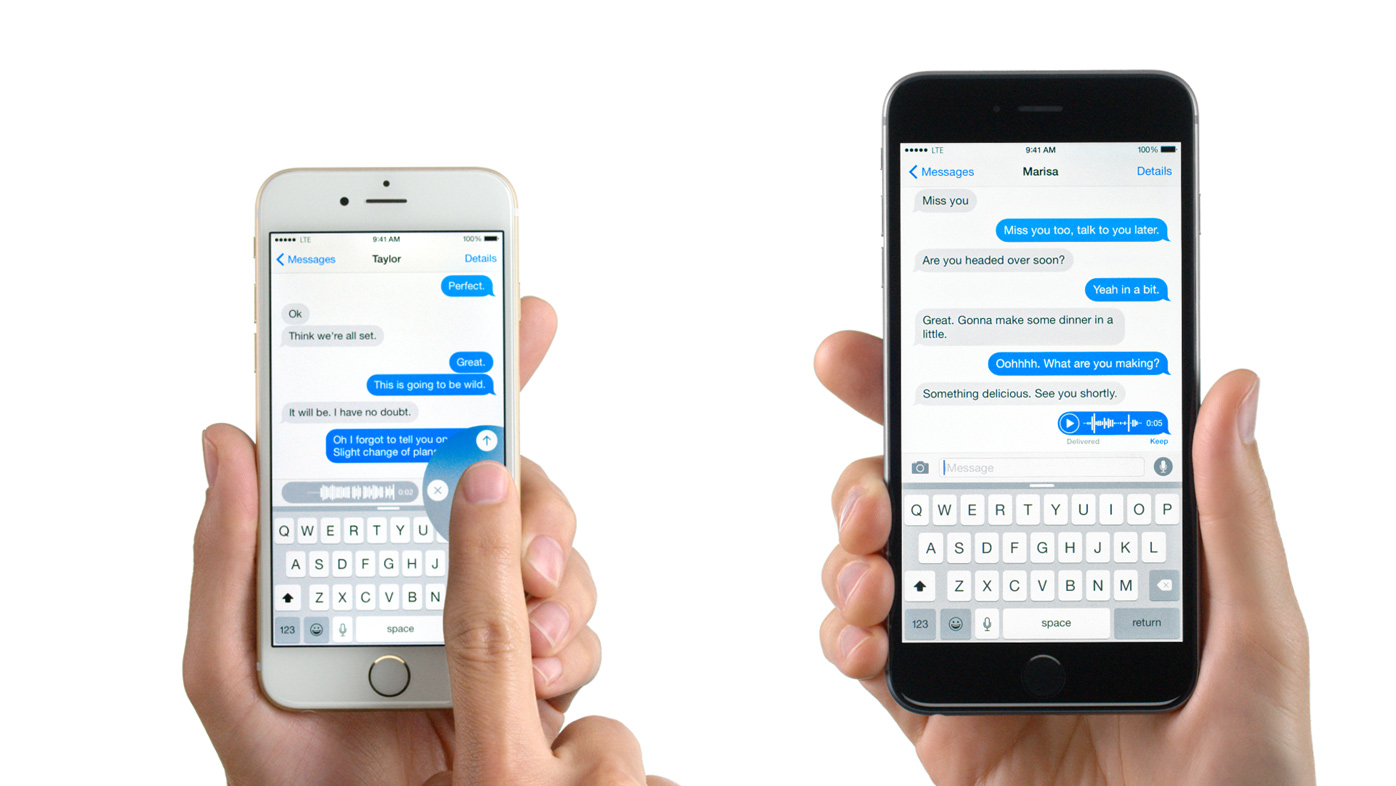 LTE 9:41 AM 100%
Messages Taylor Details
Perfect.
Ok
Think we're all set.
Great.
This is going to be wild.
It will be. I have no doubt.
Oh I forgot to tell you
Slight change of
0:02
Q W E R T Y U
A S D F G H J
Z X C V B N
123 space
LTE 9:41 AM 100%
Messages Marisa Details
Miss you
Miss you too, talk to you later.
Are you headed over soon?
Yeah in a bit.
Great. Gonna make some dinner in a
little.
Oohhhh. What are you making?
Something delicious. See you shortly.
0:05
Delivered Keep
Message
Q W E R T Y U I O P
A S D F G H J K L
Z X C V B N M
123 space return